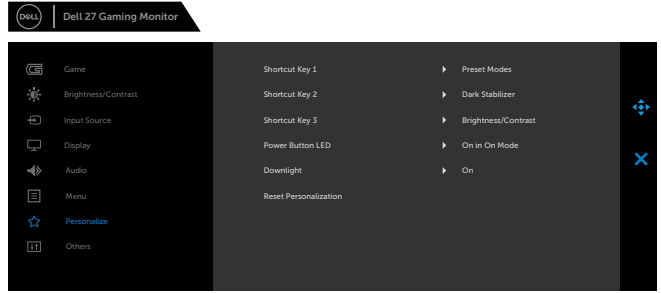 DELL
Dell 27 Gaming Monitor
Game
Shortcut Key 1 Preset Modes
Brightness/Contrast
Shortcut Key 2 Dark Stabilizer
Input Source
Shortcut Key 3 Brightness/Contrast
Display
Power Button LED On in On Mode
Audio
Downlight On
Menu
Reset Personalization
Personalize
Others